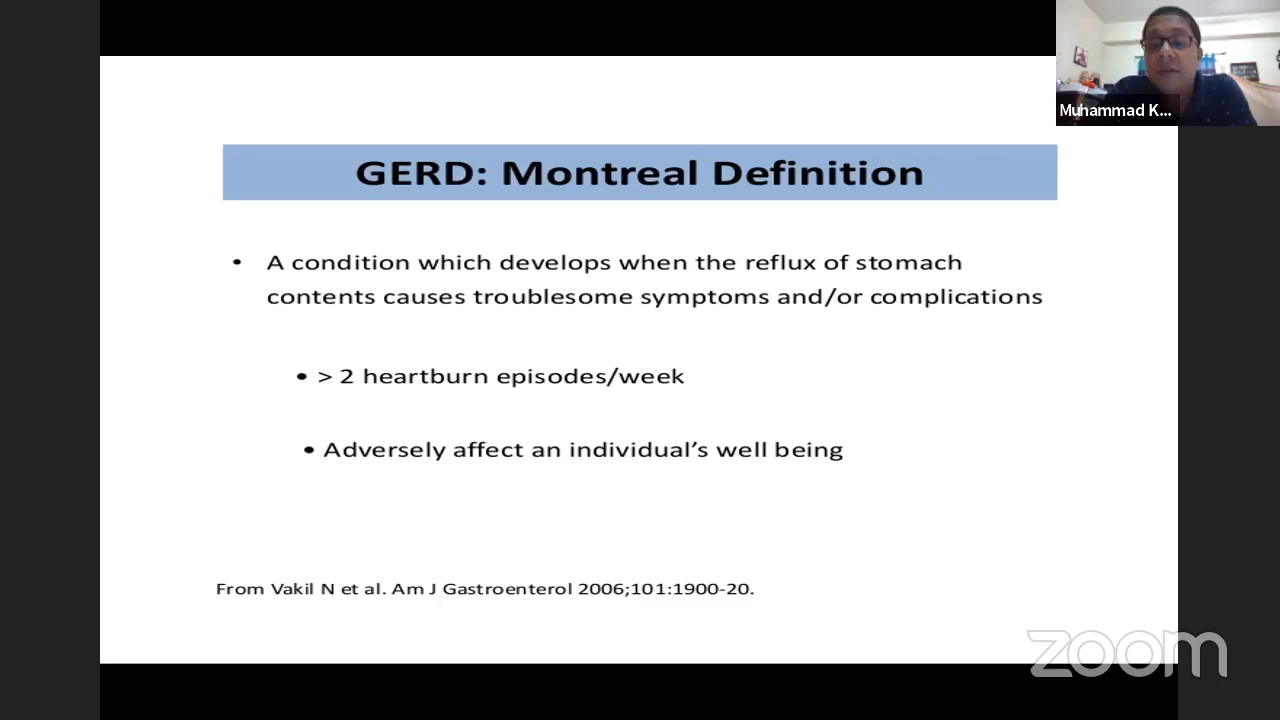 Muhammad K...
GERD: Montreal Definition
• A condition which develops when the reflux of stomach
contents causes troublesome symptoms and/or complications
• > 2 heartburn episodes/week
• Adversely affect an individual’s well being
From Vakil N et al. Am J Gastroenterol 2006;101:1900-20.
zoom